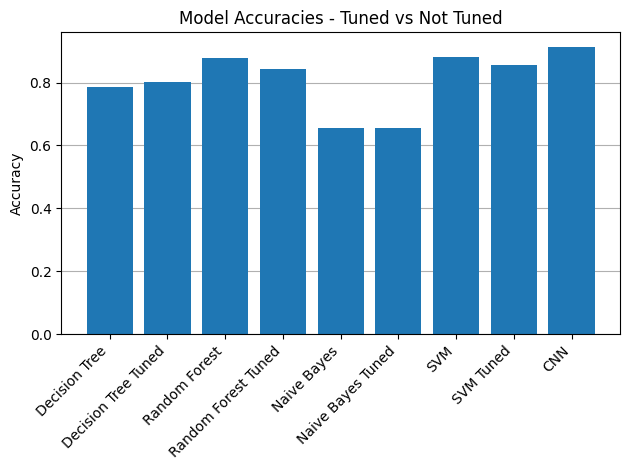 Model Accuracies - Tuned vs Not Tuned
Accuracy
0.8
0.6
0.4
0.2
0.0
Decision Tree
Decision Tree Tuned
Random Forest
Random Forest Tuned
Naive Bayes
Naive Bayes Tuned
SVM
SVM Tuned
CNN